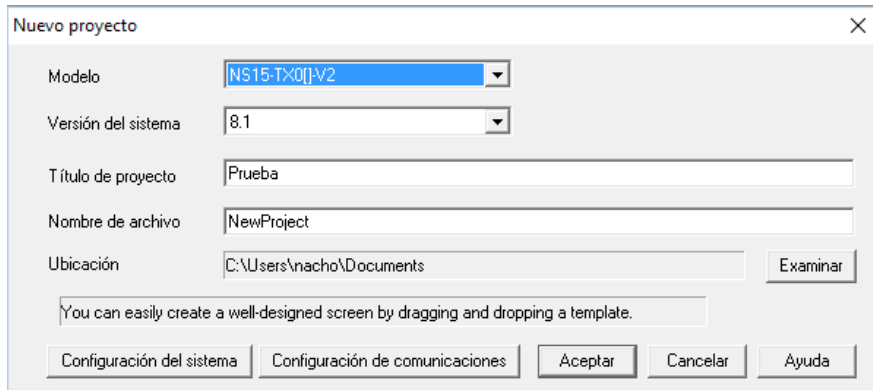 Nuevo proyecto
Modelo NS15-TX0[]-V2
Versión del sistema 8.1
Título de proyecto Prueba
Nombre de archivo NewProject
Ubicación C:\Users\nacho\Documents Examinar
You can easily create a well-designed screen by dragging and dropping a template.
Configuración del sistema Configuración de comunicaciones Aceptar Cancelar Ayuda